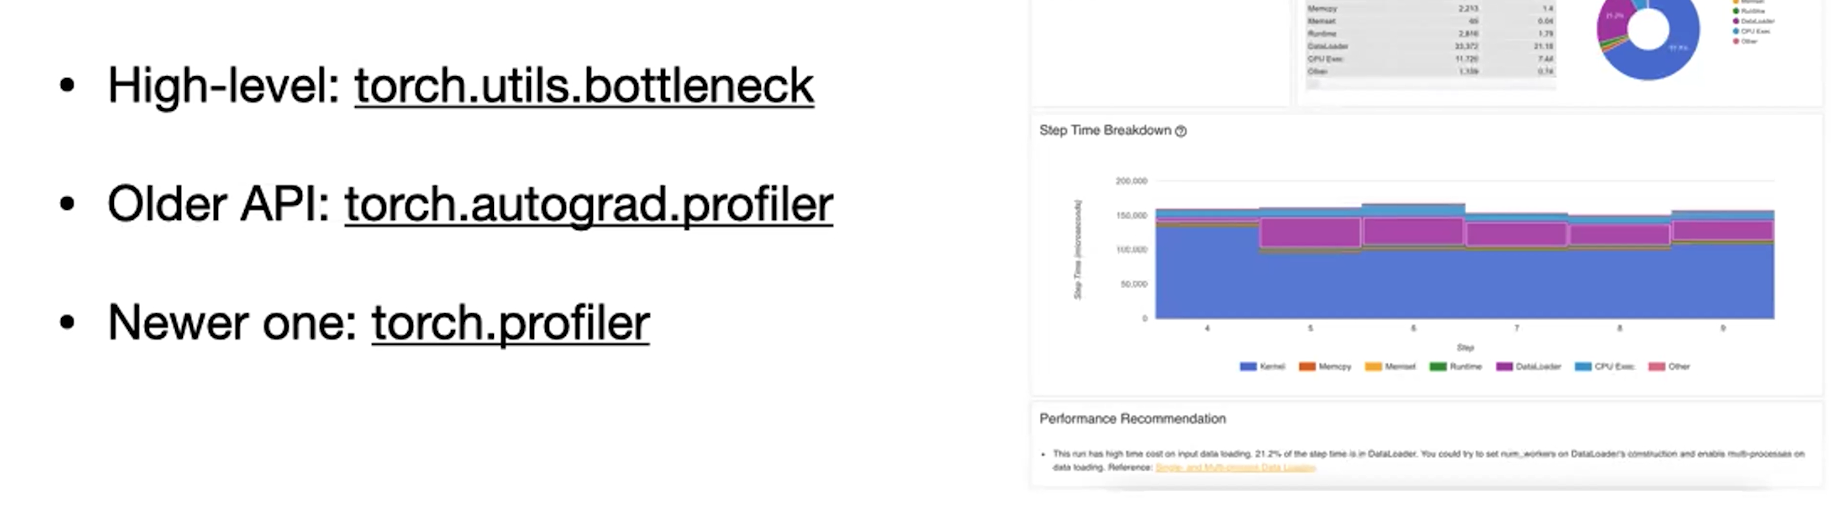 • High-level: torch.utils.bottleneck
• Older API: torch.autograd.profiler
• Newer one: torch.profiler
Memcpy 2,213 1.4
Memset 65 0.04
Runtime 2,816 1.79
DataLoader 33,372 21.18
CPU Exec 11,726 7.44
Other
21.2%
Memset
Runtime
DataLoader
CPU Exec
Other
Step Time Breakdown
Step Time (microseconds)
200,000
150,000
100,000
50,000
0
4 5 6 7 8 9
Step
Kernel Memcpy Memset Runtime DataLoader CPU Exec Other
Performance Recommendation
• This run has high time cost on input data loading. 21.2% of the step time is in DataLoader. You could try to set num_workers on DataLoader's construction and enable multi-processes on
data loading. Reference: Single- and Multi-process Data Loading